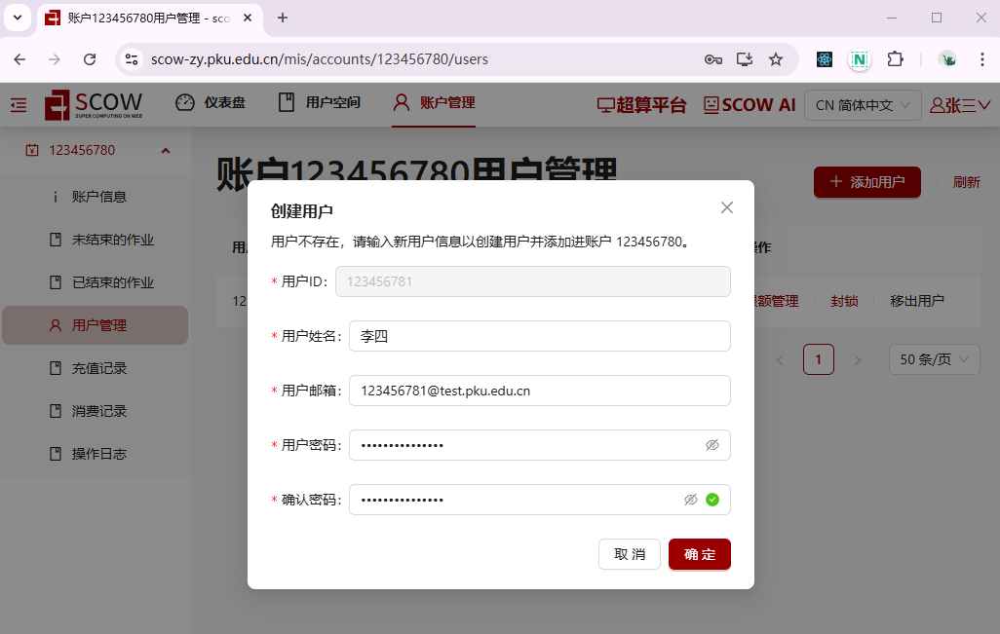 账户123456780用户管理 - sco
scow-zy.pku.edu.cn/mis/accounts/123456780/users
SCOW
SUPER COMPUTING ON WEB
仪表盘
用户空间
账户管理
超算平台
SCOW AI
CN 简体中文
张三
123456780
账户信息
未结束的作业
已结束的作业
用户管理
充值记录
消费记录
操作日志
账户123456780用户管理
添加用户
刷新
创建用户
用户不存在，请输入新用户信息以创建用户并添加进账户 123456780。
* 用户ID: 123456781
* 用户姓名: 李四
* 用户邮箱: 123456781@test.pku.edu.cn
* 用户密码: •••••••••••••••
* 确认密码: •••••••••••••••
取 消
确 定
用
作
12
额管理
封锁
移出用户
1
50 条/页